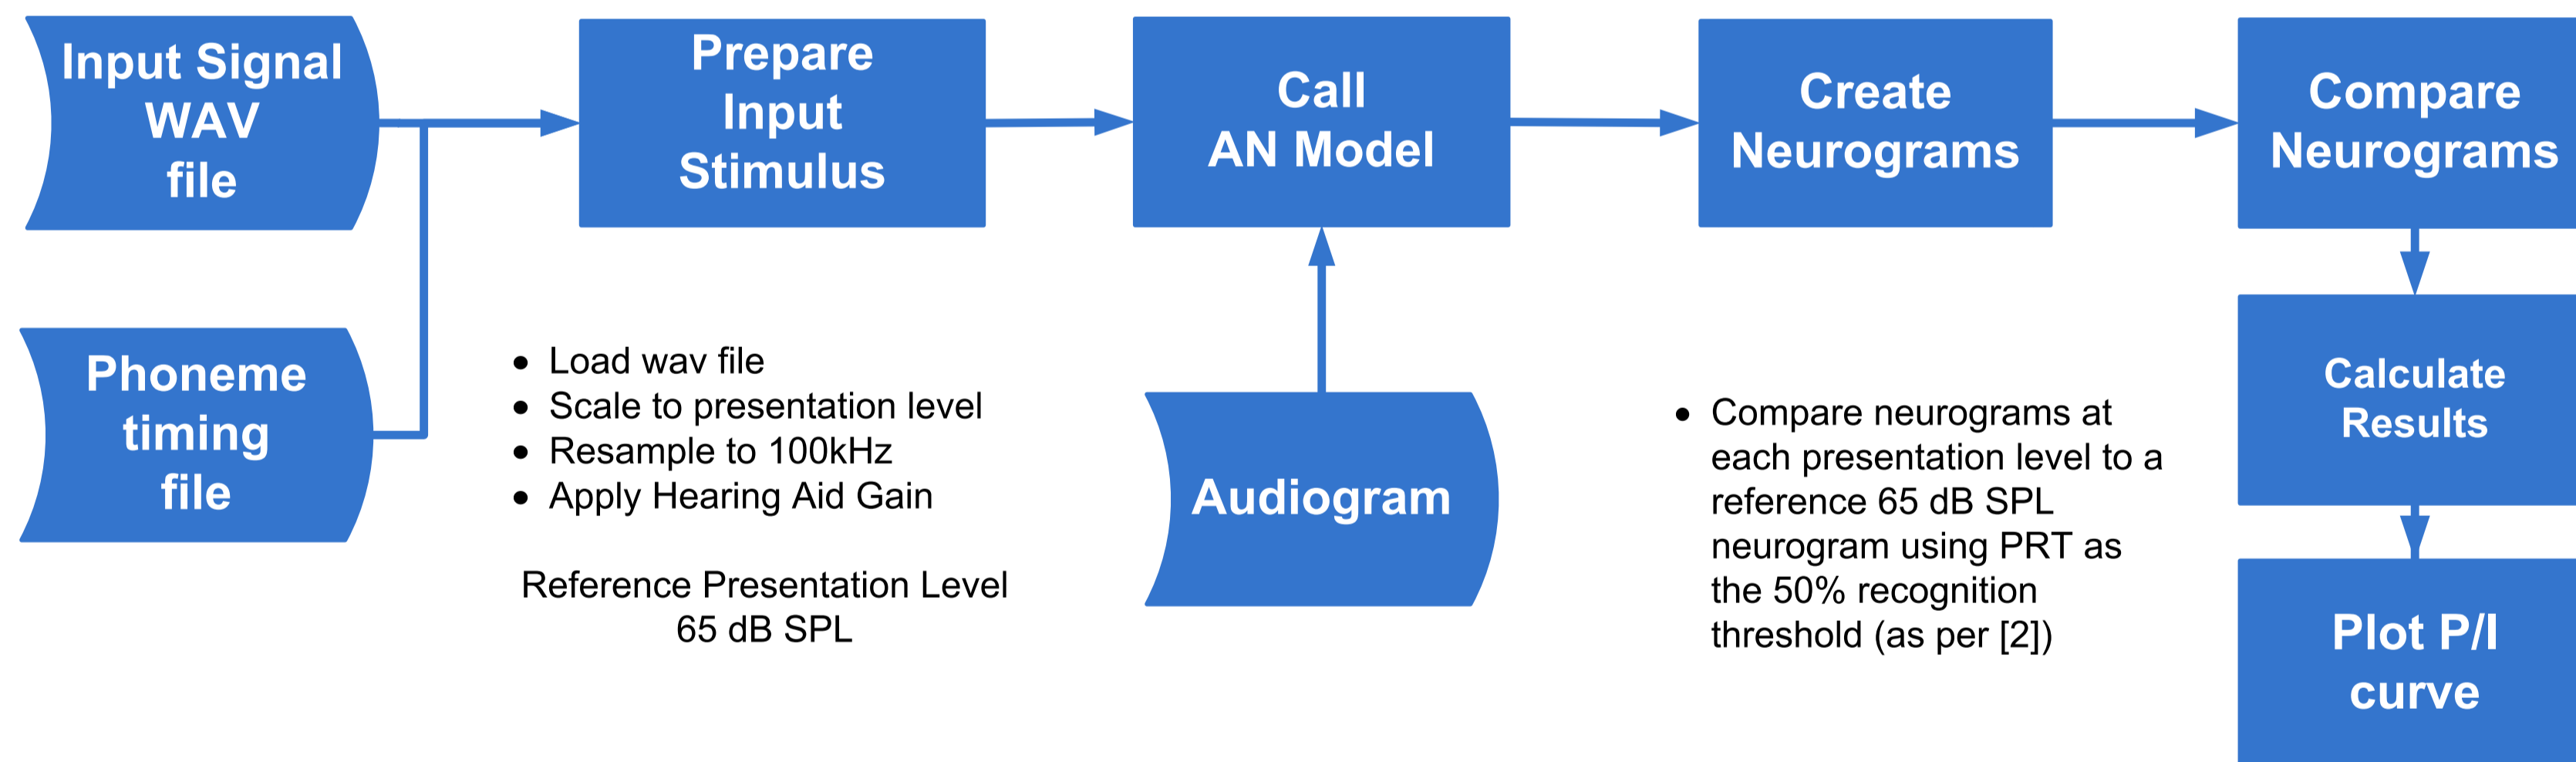 Input Signal
WAV
file
Prepare
Input
Stimulus
Call
AN Model
Create
Neurograms
Compare
Neurograms
Phoneme
timing
file
• Load wav file
• Scale to presentation level
• Resample to 100kHz
• Apply Hearing Aid Gain
Reference Presentation Level
65 dB SPL
Audiogram
• Compare neurograms at
each presentation level to a
reference 65 dB SPL
neurogram using PRT as
the 50% recognition
threshold (as per [2])
Calculate
Results
Plot P/I
curve